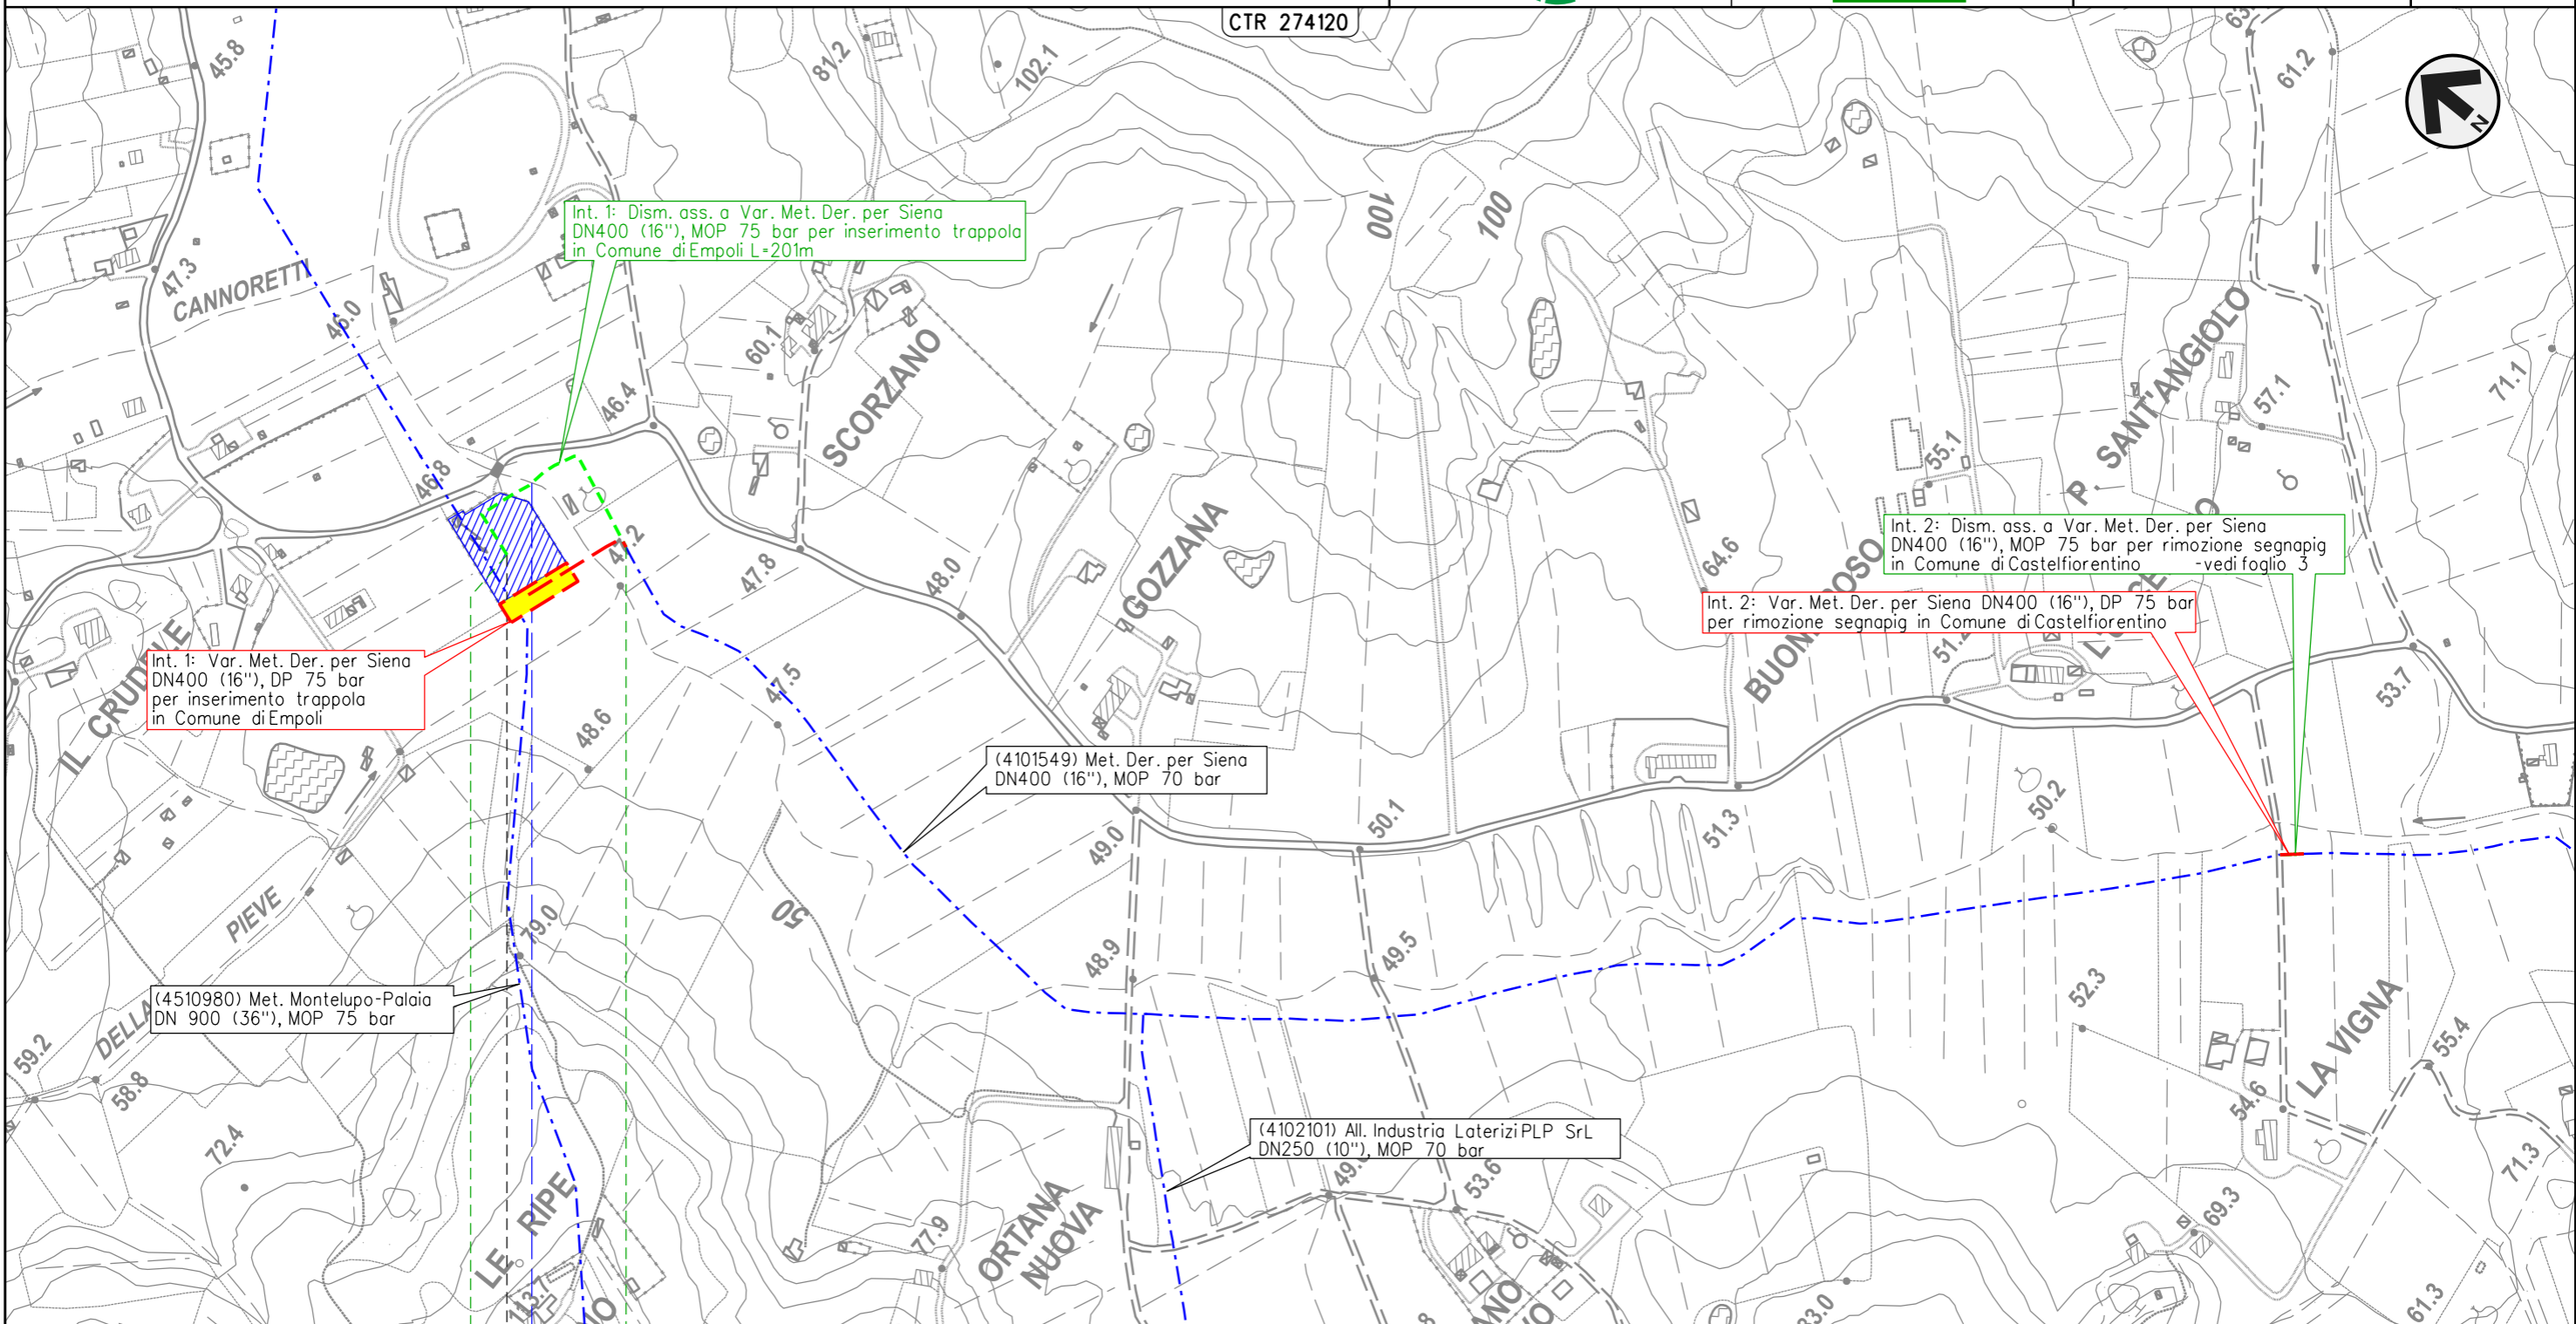 CTR 274120
45.8
81.2
102.1
61.2
N
Int. 1: Dism. ass. a Var. Met. Der. per Siena
DN400 (16"), MOP 75 bar per inserimento trappola
in Comune di Empoli L=201m
100
100
47.3
CANNORETTI
46.0
60.1
46.4
SCORZANO
P. SANT'ANGIOLO
57.1
71.1
46.8
47.2
47.8
48.0
GOZZANA
64.6
55.1
BUONRIPOSO
Int. 2: Dism. ass. a Var. Met. Der. per Siena
DN400 (16"), MOP 75 bar per rimozione segnapig
in Comune di Castelfiorentino -vedi foglio 3
Int. 2: Var. Met. Der. per Siena DN400 (16"), DP 75 bar
per rimozione segnapig in Comune di Castelfiorentino
53.7
IL CRUDELE
Int. 1: Var. Met. Der. per Siena
DN400 (16"), DP 75 bar
per inserimento trappola
in Comune di Empoli
47.5
48.6
(4101549) Met. Der. per Siena
DN400 (16"), MOP 70 bar
49.0
50.1
51.3
50.2
50
PIEVE
DELLA
79.0
48.9
49.5
(4510980) Met. Montelupo-Palaia
DN 900 (36"), MOP 75 bar
52.3
LA VIGNA
55.4
59.2
58.8
54.6
72.4
(4102101) All. Industria Laterizi PLP SrL
DN250 (10"), MOP 70 bar
53.6
71.3
LE RIPE
77.9
ORTANA
NUOVA
69.3
113.7
61.3